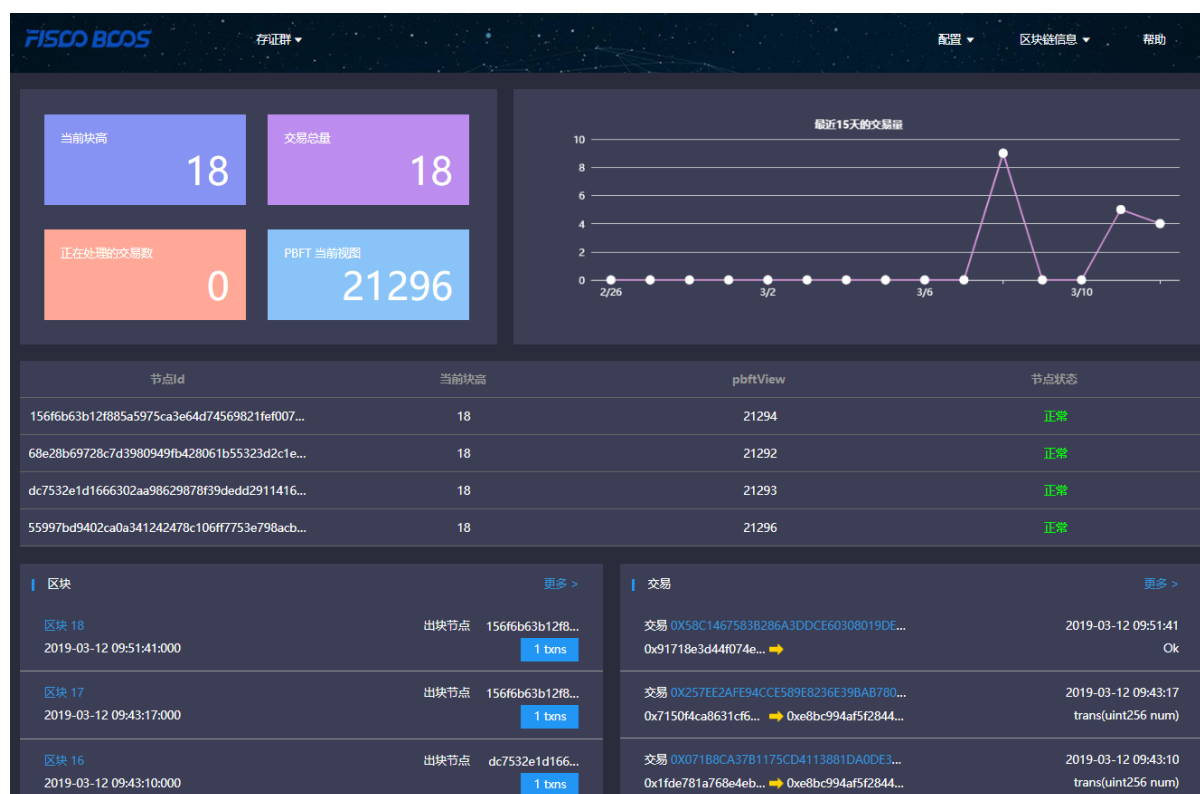 FISCO BCOS
存证群
配置
区块链信息
帮助
当前块高
18
交易总量
18
正在处理的交易数
0
PBFT 当前视图
21296
最近15天的交易量
10
8
6
4
2
0
2/26
3/2
3/6
3/10
节点Id 当前块高 pbftView 节点状态
156f6b63b12f885a5975ca3e64d74569821fef007... 18 21294 正常
68e28b69728c7d3980949fb428061b55323d2c1e... 18 21292 正常
dc7532e1d1666302aa98629878f39dedd2911416... 18 21293 正常
55997bd9402ca0a341242478c106ff7753e798acb... 18 21296 正常
区块 更多 >
区块 18 出块节点 156f6b63b12f8...
2019-03-12 09:51:41:000 1 txns
区块 17 出块节点 156f6b63b12f8...
2019-03-12 09:43:17:000 1 txns
区块 16 出块节点 dc7532e1d166...
2019-03-12 09:43:10:000 1 txns
交易 更多 >
交易 0X58C1467583B286A3DDCE60308019DE... 2019-03-12 09:51:41
0x91718e3d44f074e... Ok
交易 0X257EE2AFE94CCE589E8236E39BAB780... 2019-03-12 09:43:17
0x7150f4ca8631cf6... 0xe8bc994af5f2844... trans(uint256 num)
交易 0X071B8CA37B1175CD4113881DA0DE3... 2019-03-12 09:43:10
0x1fde781a768e4eb... 0xe8bc994af5f2844... trans(uint256 num)